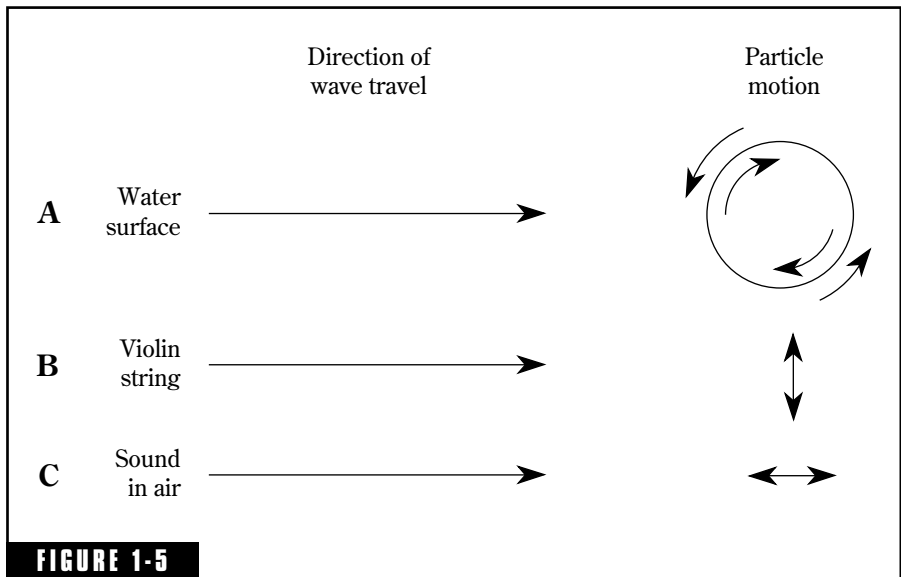 Direction of
wave travel
Particle
motion
A
Water
surface
B
Violin
string
C
Sound
in air
FIGURE 1-5